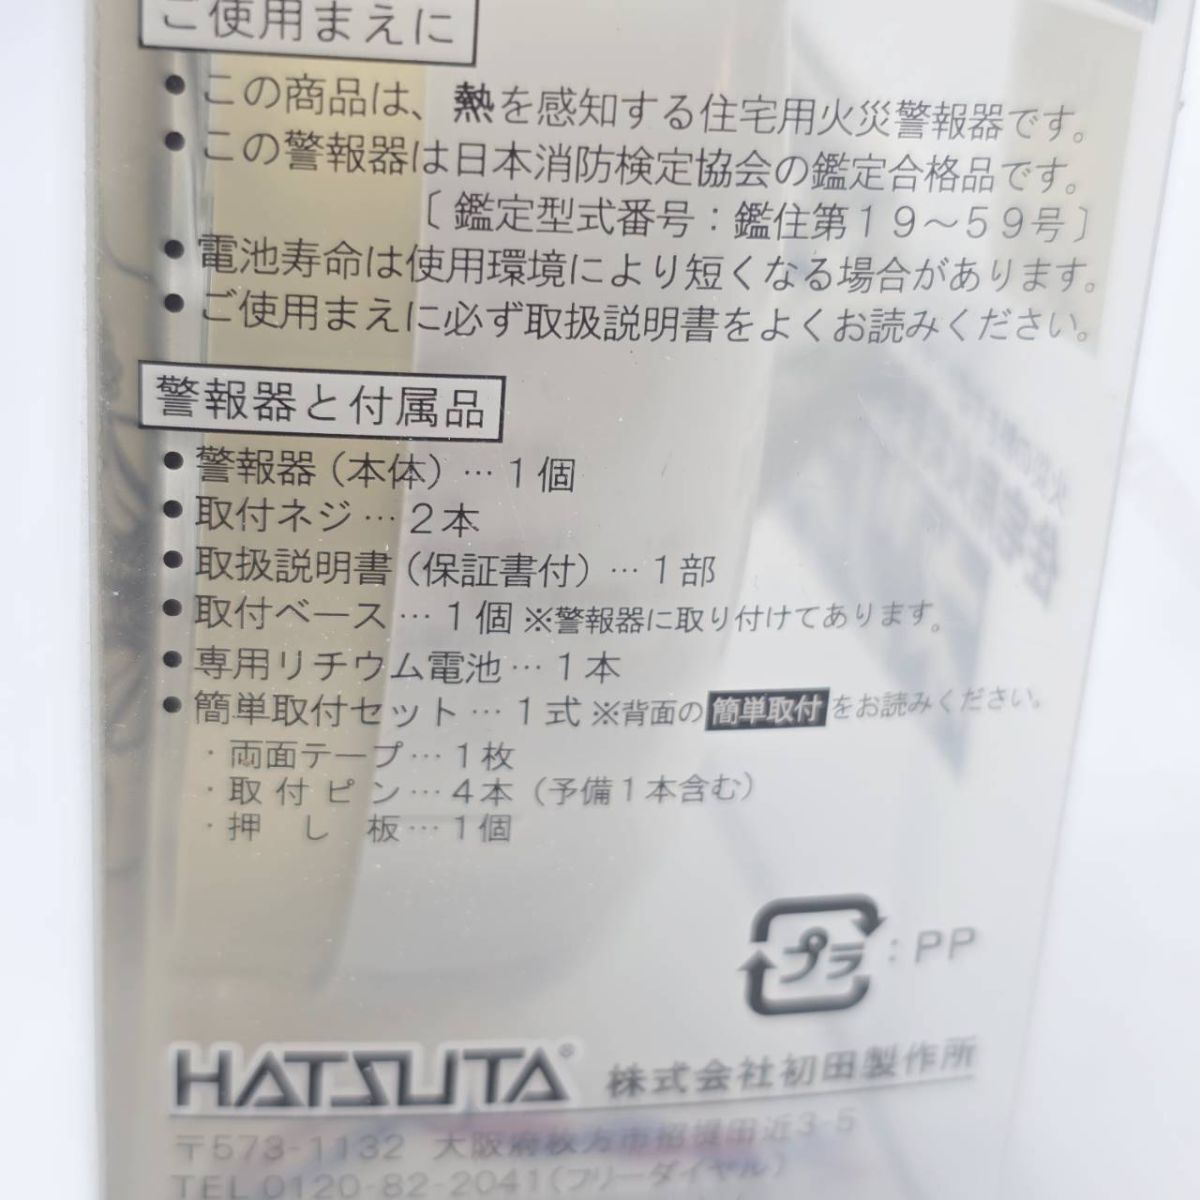 ご使用まえに
●この商品は、熱を感知する住宅用火災警報器です。
●この警報器は日本消防検定協会の鑑定合格品です。
〔鑑定型式番号：鑑住第１９～５９号〕
●電池寿命は使用環境により短くなる場合があります。
●ご使用まえに必ず取扱説明書をよくお読みください。
警報器と付属品
●警報器（本体）…１個
●取付ネジ…２本
●取扱説明書（保証書付）…１部
●取付ベース…１個 ※警報器に取り付けてあります。
●専用リチウム電池…１本
●簡単取付セット…１式 ※背面の簡単取付をお読みください。
・両面テープ…１枚
・取付ピン…４本（予備１本含む）
・押し板…１個
プラ：PP
HATSUTA® 株式会社初田製作所
〒573-1132 大阪府枚方市招提田近3-5
TEL 0120-82-2041（フリーダイヤル）